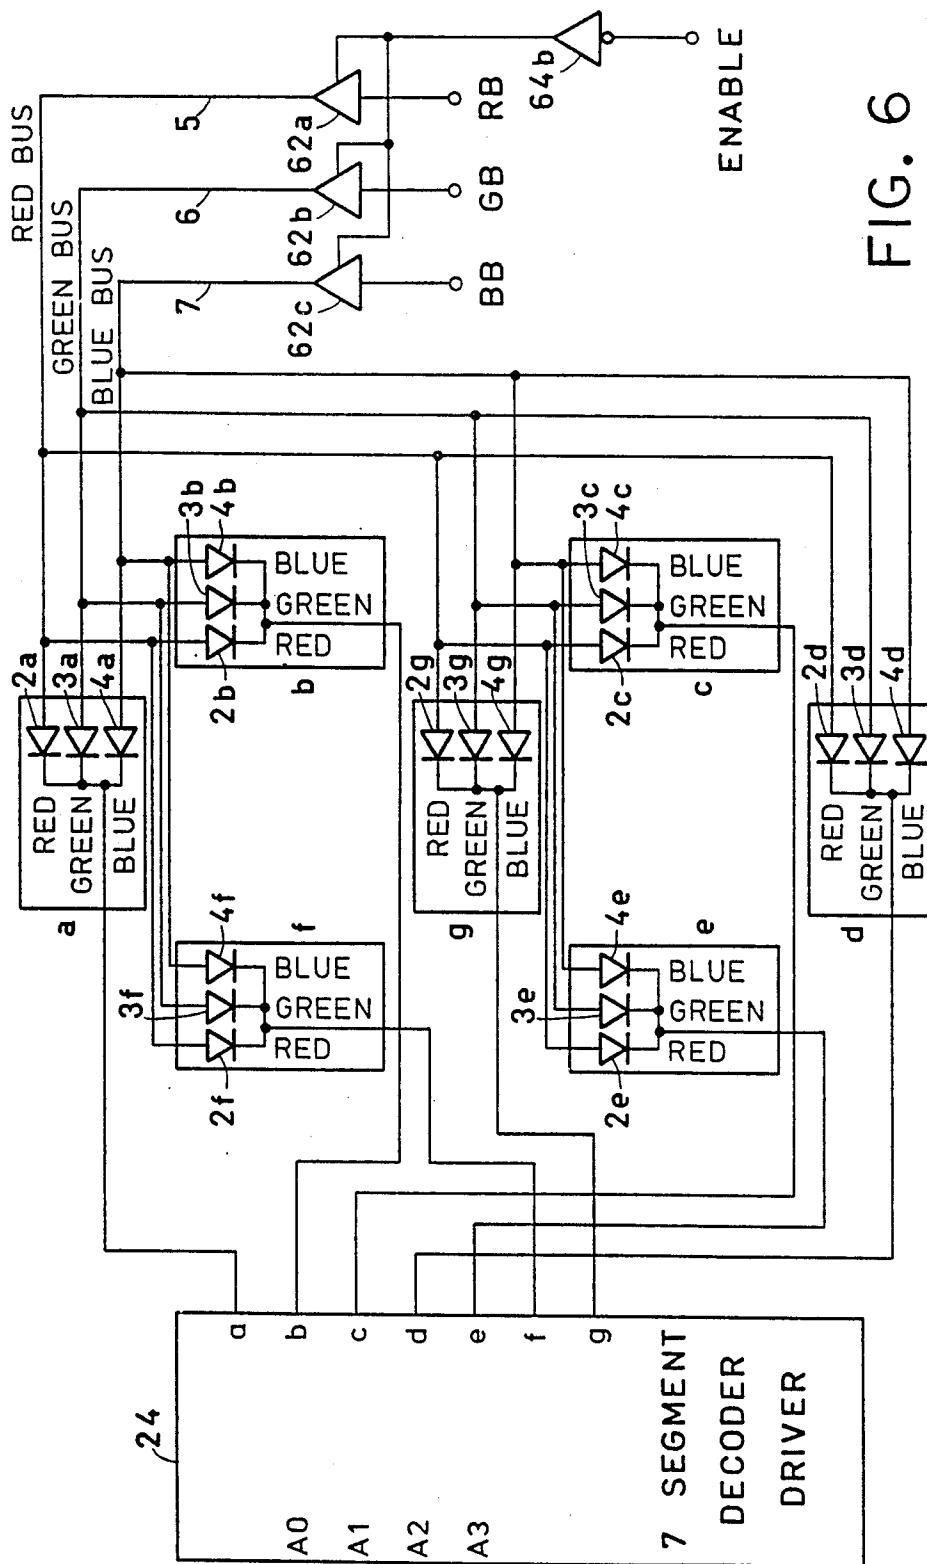 RED BUS
GREEN BUS
BLUE BUS
5
6
7
62a
62b
62c
64b
RB
GB
BB
ENABLE
2a
3a
4a
RED
GREEN
BLUE
a
2f
3f
4f
RED
GREEN
BLUE
f
2b
3b
4b
RED
GREEN
BLUE
b
2g
3g
4g
RED
GREEN
BLUE
g
2e
3e
4e
RED
GREEN
BLUE
e
2c
3c
4c
RED
GREEN
BLUE
c
2d
3d
4d
RED
GREEN
BLUE
d
24
a
b
c
d
e
f
g
A0
A1
A2
A3
7 SEGMENT
DECODER
DRIVER
FIG. 6